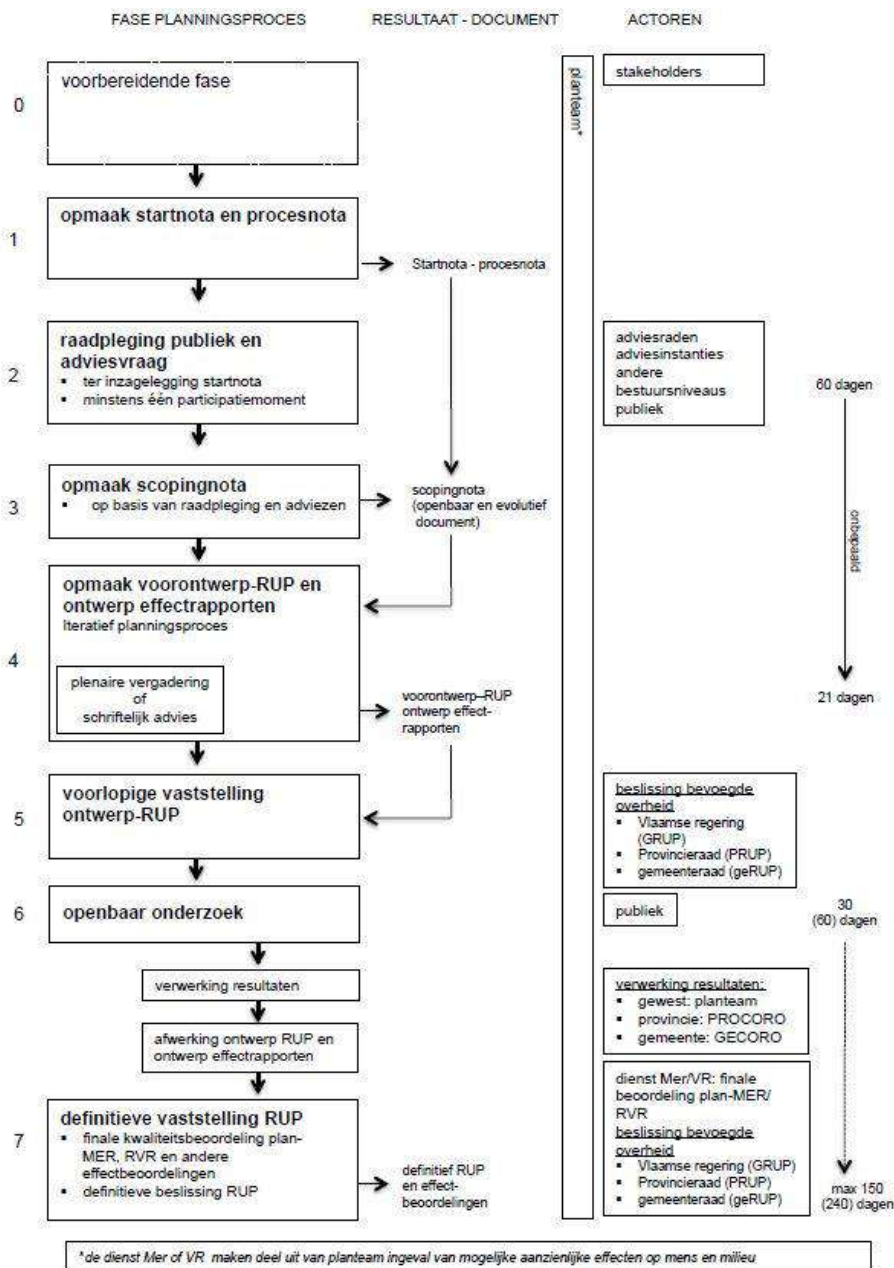 FASE PLANNINGSPROCES
RESULTAAT - DOCUMENT
ACTOREN
0
voorbereidende fase
planteam*
stakeholders
1
opmaak startnota en procesnota
Startnota - procesnota
2
raadpleging publiek en
adviesvraag
▪ ter inzagelegging startnota
▪ minstens één participatiemoment
adviesraden
adviesinstanties
andere
bestuursniveaus
publiek
60 dagen
3
opmaak scopingnota
▪ op basis van raadpleging en adviezen
scopingnota
(openbaar en evolutief
document)
onbepaald
4
opmaak voorontwerp-RUP en
ontwerp effectrapporten
Iteratief planningsproces
plenaire vergadering
of
schriftelijk advies
voorontwerp–RUP
ontwerp effect-
rapporten
21 dagen
5
voorlopige vaststelling
ontwerp-RUP
beslissing bevoegde
overheid
▪ Vlaamse regering
(GRUP)
▪ Provincieraad (PRUP)
▪ gemeenteraad (geRUP)
6
openbaar onderzoek
publiek
30
(60) dagen
verwerking resultaten
verwerking resultaten:
▪ gewest: planteam
▪ provincie: PROCORO
▪ gemeente: GECORO
afwerking ontwerp RUP en
ontwerp effectrapporten
7
definitieve vaststelling RUP
▪ finale kwaliteitsbeoordeling plan-
MER, RVR en andere
effectbeoordelingen
▪ definitieve beslissing RUP
definitief RUP
en effect-
beoordelingen
dienst Mer/VR: finale
beoordeling plan-MER/
RVR
beslissing bevoegde
overheid
▪ Vlaamse regering (GRUP)
▪ Provincieraad (PRUP)
▪ gemeenteraad (geRUP)
max 150
(240) dagen
*de dienst Mer of VR maken deel uit van planteam ingeval van mogelijke aanzienlijke effecten op mens en milieu